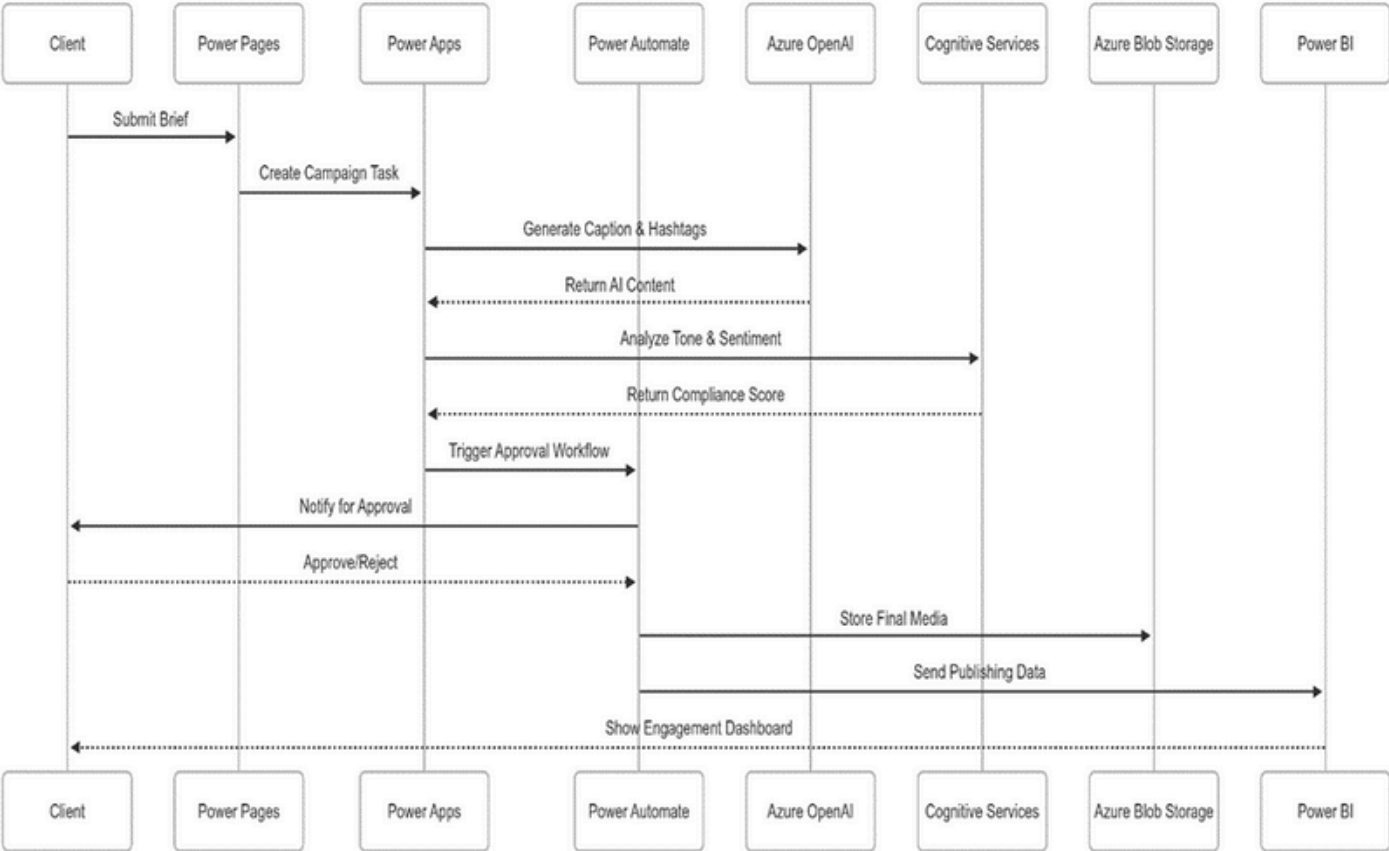 Client
Power Pages
Power Apps
Power Automate
Azure OpenAI
Cognitive Services
Azure Blob Storage
Power BI
Submit Brief
Create Campaign Task
Generate Caption & Hashtags
Return AI Content
Analyze Tone & Sentiment
Return Compliance Score
Trigger Approval Workflow
Notify for Approval
Approve/Reject
Store Final Media
Send Publishing Data
Show Engagement Dashboard
Client
Power Pages
Power Apps
Power Automate
Azure OpenAI
Cognitive Services
Azure Blob Storage
Power BI